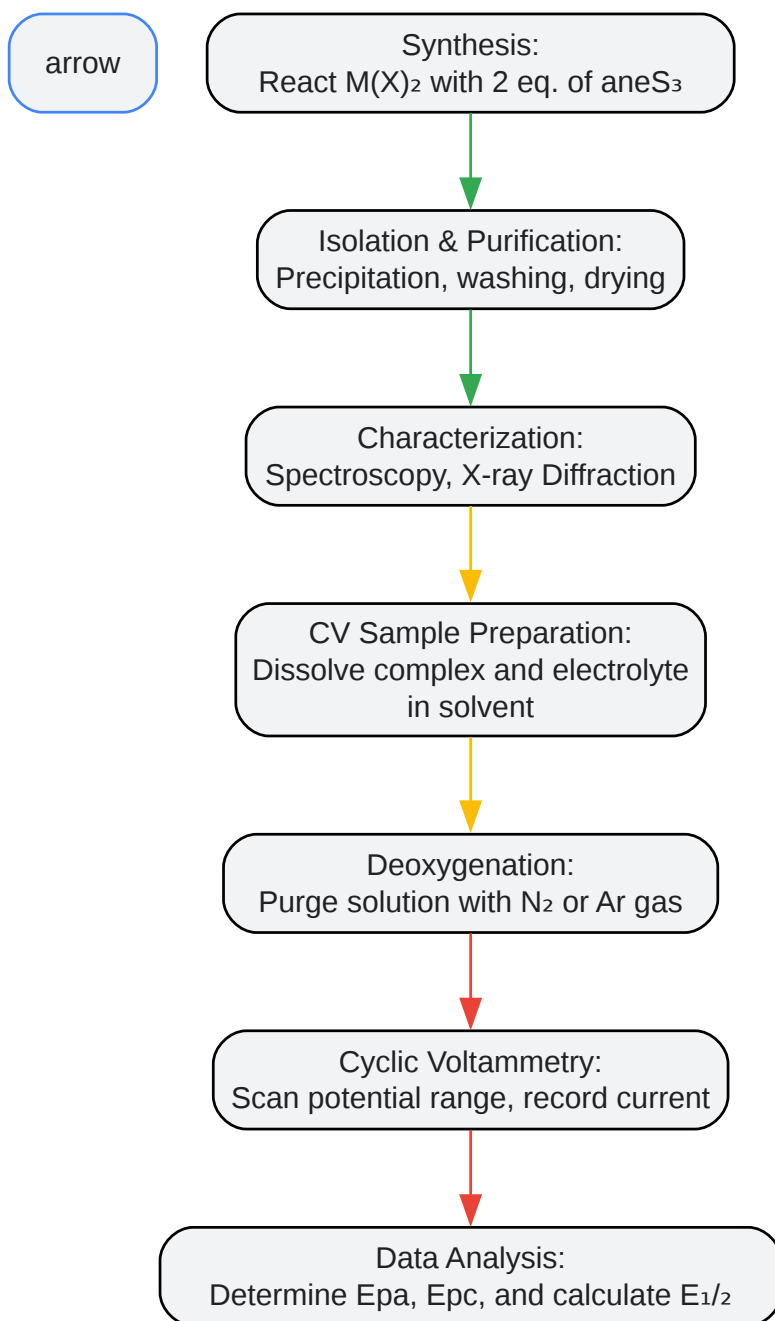 arrow
Synthesis:
React M(X)₂ with 2 eq. of aneS₃
Isolation & Purification:
Precipitation, washing, drying
Characterization:
Spectroscopy, X-ray Diffraction
CV Sample Preparation:
Dissolve complex and electrolyte
in solvent
Deoxygenation:
Purge solution with N₂ or Ar gas
Cyclic Voltammetry:
Scan potential range, record current
Data Analysis:
Determine Epa, Epc, and calculate E₁/₂